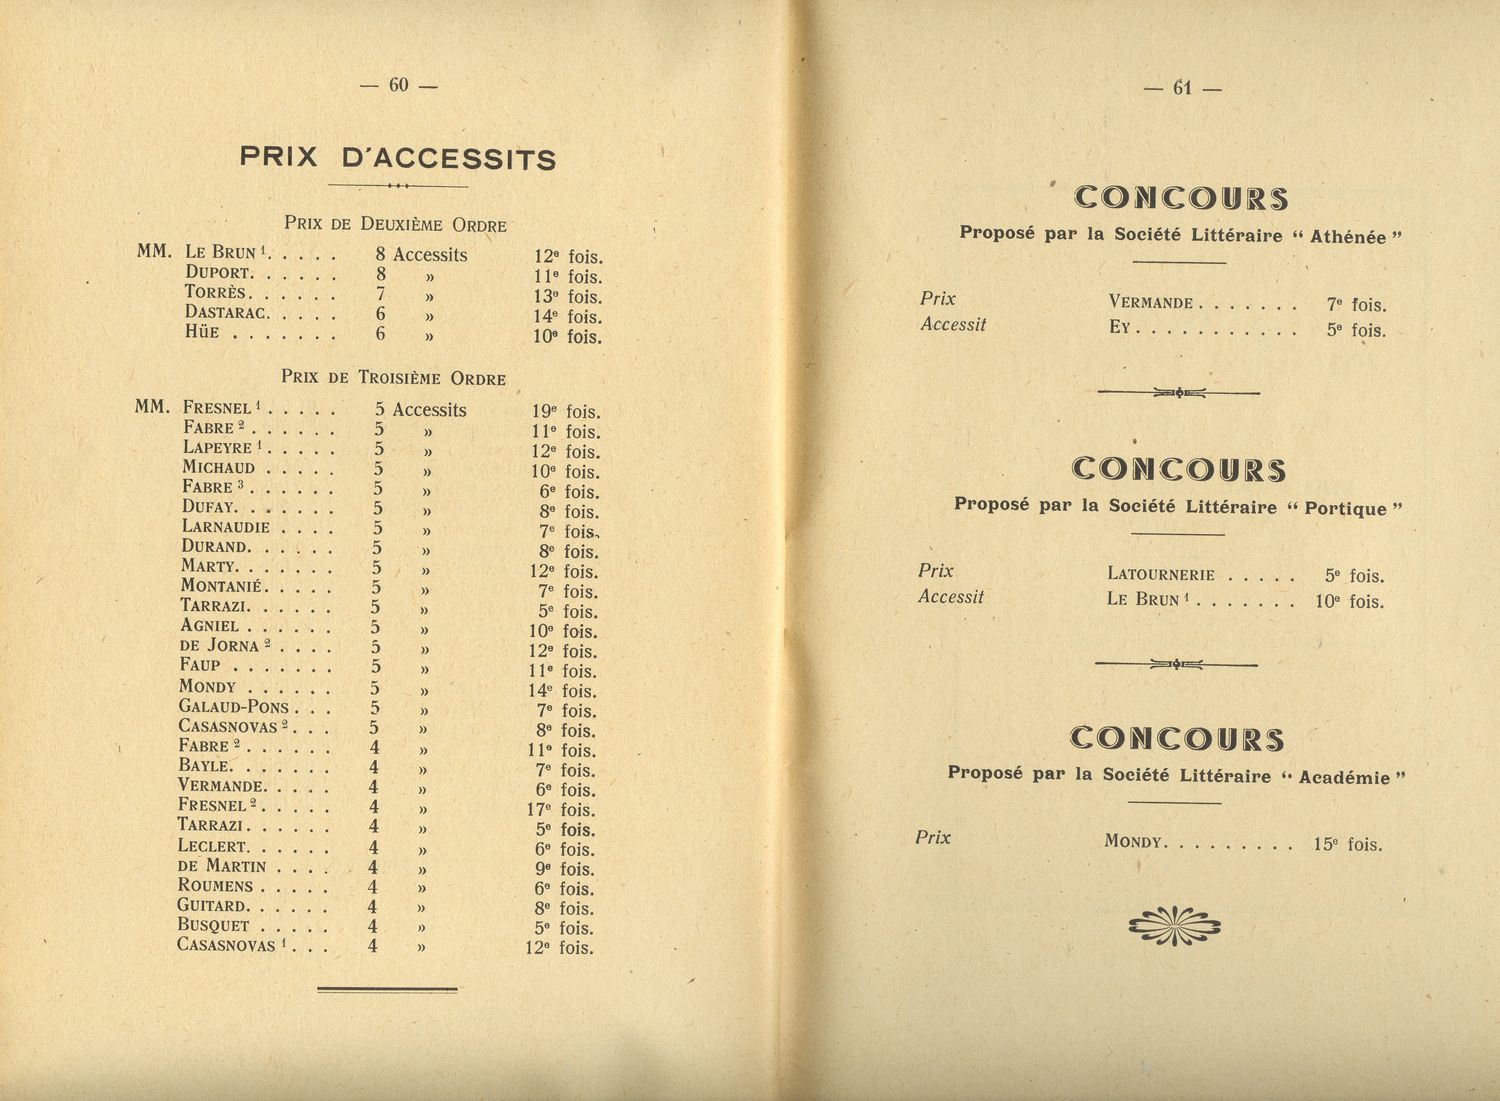 — 60 —
PRIX D'ACCESSITS
PRIX DE DEUXIÈME ORDRE
MM. LE BRUN ¹. . . . . 8 Accessits 12ᵉ fois.
DUPORT. . . . . . 8 » 11ᵉ fois.
TORRÈS. . . . . . 7 » 13ᵉ fois.
DASTARAC. . . . . 6 » 14ᵉ fois.
HÜE . . . . . . . 6 » 10ᵉ fois.
PRIX DE TROISIÈME ORDRE
MM. FRESNEL ¹ . . . . . 5 Accessits 19ᵉ fois.
FABRE ² . . . . . . 5 » 11ᵉ fois.
LAPEYRE ¹ . . . . . 5 » 12ᵉ fois.
MICHAUD . . . . . 5 » 10ᵉ fois.
FABRE ³ . . . . . . 5 » 6ᵉ fois.
DUFAY. . . . . . . 5 » 8ᵉ fois.
LARNAUDIE . . . . 5 » 7ᵉ fois.
DURAND. . . . . . 5 » 8ᵉ fois.
MARTY. . . . . . . 5 » 12ᵉ fois.
MONTANIÉ. . . . . 5 » 7ᵉ fois.
TARRAZI. . . . . . 5 » 5ᵉ fois.
AGNIEL . . . . . . 5 » 10ᵉ fois.
DE JORNA ² . . . . 5 » 12ᵉ fois.
FAUP . . . . . . . 5 » 11ᵉ fois.
MONDY . . . . . . 5 » 14ᵉ fois.
GALAUD-PONS . . . 5 » 7ᵉ fois.
CASASNOVAS ² . . . 5 » 8ᵉ fois.
FABRE ² . . . . . . 4 » 11ᵉ fois.
BAYLE. . . . . . . 4 » 7ᵉ fois.
VERMANDE. . . . . 4 » 6ᵉ fois.
FRESNEL ² . . . . . 4 » 17ᵉ fois.
TARRAZI . . . . . . 4 » 5ᵉ fois.
LECLERT. . . . . . 4 » 6ᵉ fois.
DE MARTIN . . . . 4 » 9ᵉ fois.
ROUMENS . . . . . 4 » 6ᵉ fois.
GUITARD. . . . . . 4 » 8ᵉ fois.
BUSQUET . . . . . 4 » 5ᵉ fois.
CASASNOVAS ¹ . . . 4 » 12ᵉ fois.
— 61 —
CONCOURS
Proposé par la Société Littéraire “ Athénée ”
Prix VERMANDE . . . . . . . 7ᵉ fois.
Accessit EY. . . . . . . . . . . 5ᵉ fois.
CONCOURS
Proposé par la Société Littéraire “ Portique ”
Prix LATOURNERIE . . . . . 5ᵉ fois.
Accessit LE BRUN ¹ . . . . . . . 10ᵉ fois.
CONCOURS
Proposé par la Société Littéraire “ Académie ”
Prix MONDY. . . . . . . . . 15ᵉ fois.